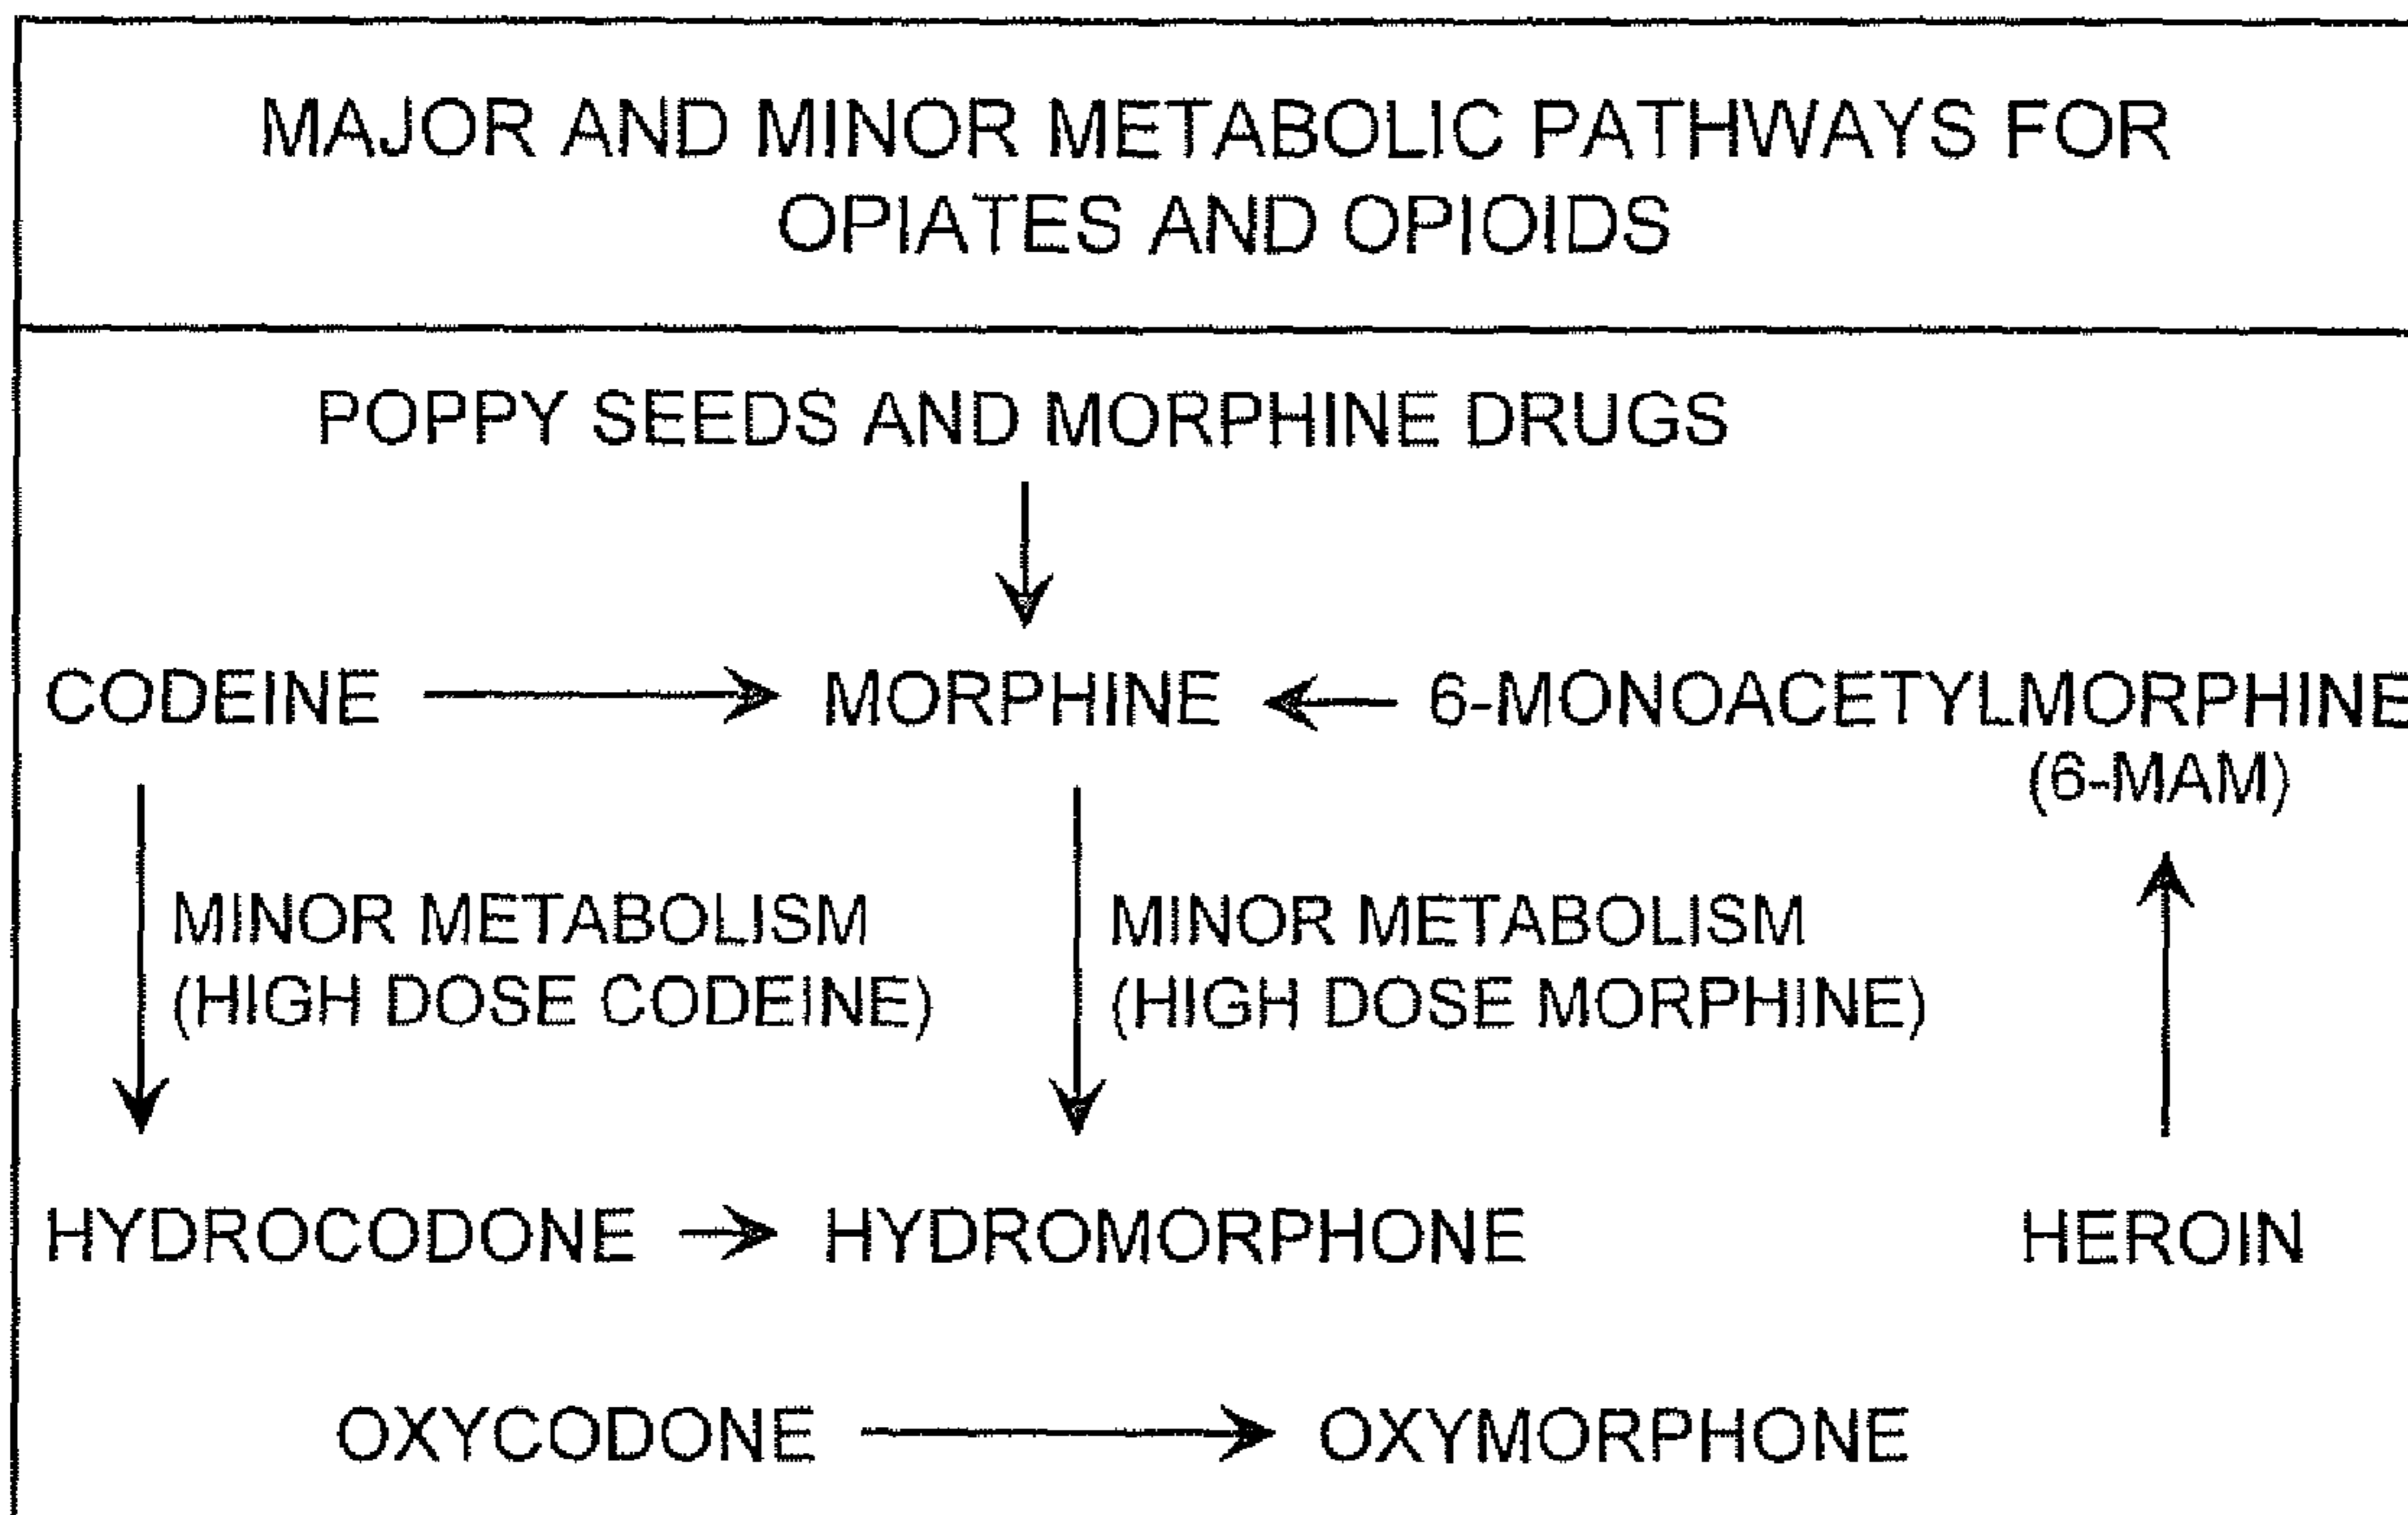 MAJOR AND MINOR METABOLIC PATHWAYS FOR
OPIATES AND OPIOIDS
POPPY SEEDS AND MORPHINE DRUGS
CODEINE
MORPHINE
6-MONOACETYLMORPHINE
(6-MAM)
MINOR METABOLISM
(HIGH DOSE CODEINE)
MINOR METABOLISM
(HIGH DOSE MORPHINE)
HYDROCODONE
HYDROMORPHONE
HEROIN
OXYCODONE
OXYMORPHONE